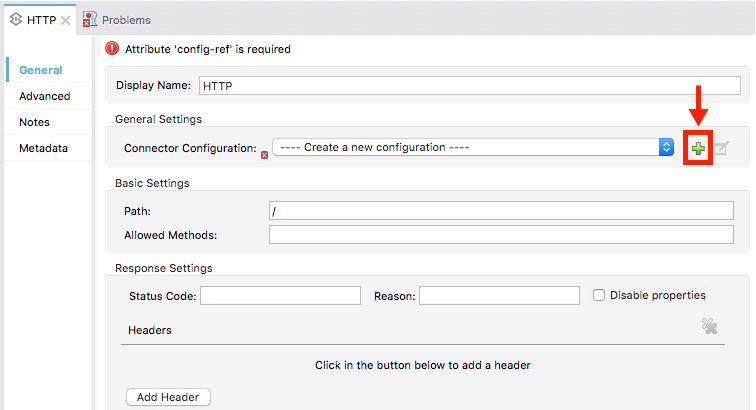 HTTP
Problems
Attribute 'config-ref' is required
General
Advanced
Notes
Metadata
Display Name: HTTP
General Settings
Connector Configuration: ---- Create a new configuration ----
Basic Settings
Path: /
Allowed Methods:
Response Settings
Status Code: Reason: Disable properties
Headers
Click in the button below to add a header
Add Header